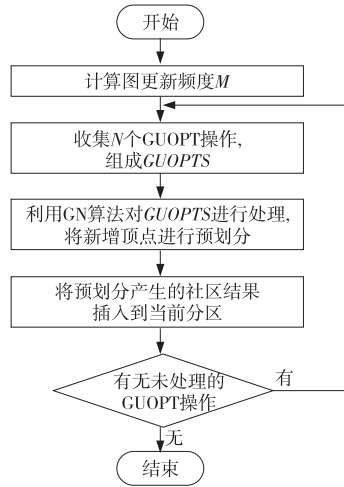 开始
计算图更新频度M
收集N个GUOPT操作,
组成GUOPTS
利用GN算法对GUOPTS进行处理,
将新增顶点进行预划分
将预划分产生的社区结果
插入到当前分区
有无未处理的
GUOPT操作
有
无
结束